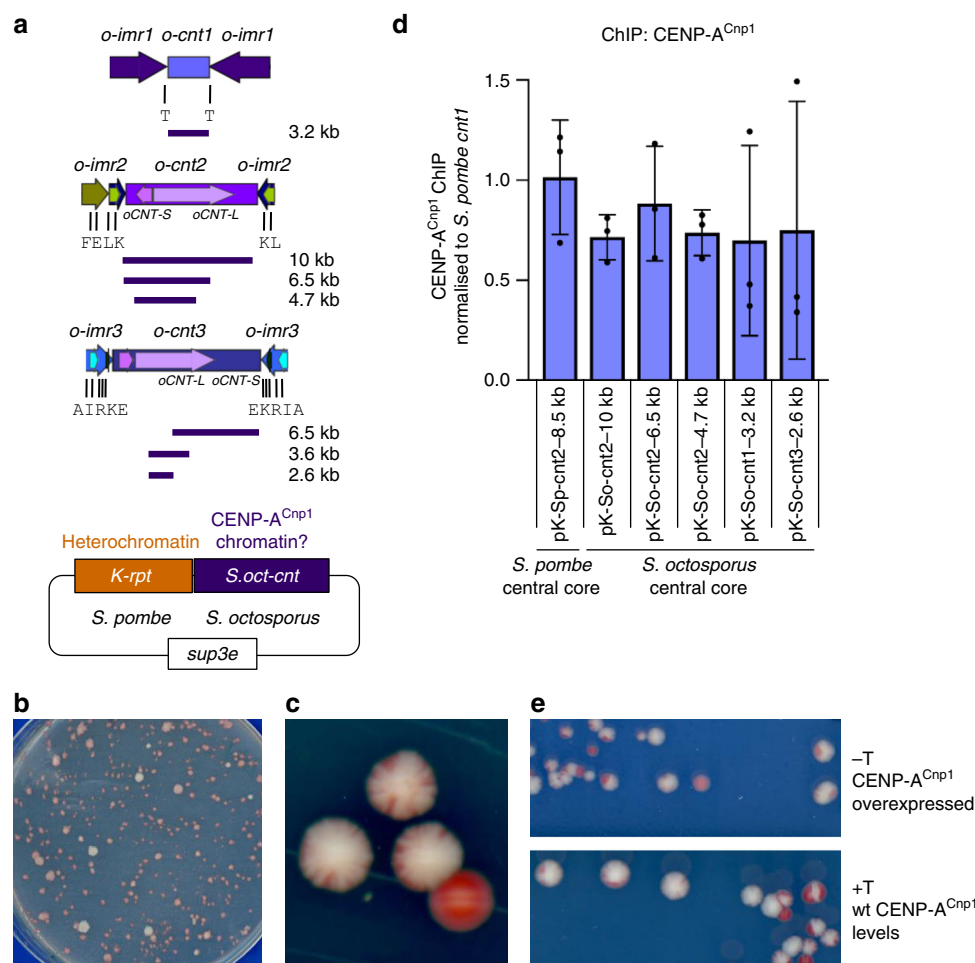 a
o-imr1 o-cnt1 o-imr1
T T
3.2 kb
o-imr2 o-cnt2 o-imr2
oCNT-S oCNT-L
FELK KL
10 kb
6.5 kb
4.7 kb
o-imr3 o-cnt3 o-imr3
oCNT-L oCNT-S
AIRKE EKRIA
6.5 kb
3.6 kb
2.6 kb
CENP-ACnp1
Heterochromatin chromatin?
K-rpt S.oct-cnt
S. pombe S. octosporus
sup3e
d
ChIP: CENP-ACnp1
CENP-ACnp1 ChIP
normalised to S. pombe cnt1
1.5
1.0
0.5
0.0
pK-Sp-cnt2–8.5 kb
pK-So-cnt2–10 kb
pK-So-cnt2–6.5 kb
pK-So-cnt2–4.7 kb
pK-So-cnt1–3.2 kb
pK-So-cnt3–2.6 kb
S. pombe
central core
S. octosporus
central core
b
c
e
–T
CENP-ACnp1
overexpressed
+T
wt CENP-ACnp1
levels